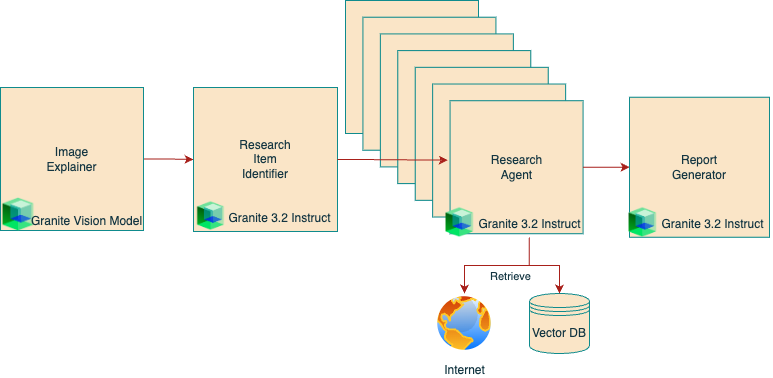 Image
Explainer
Granite Vision Model
Research
Item
Identifier
Granite 3.2 Instruct
Research
Agent
Granite 3.2 Instruct
Report
Generator
Granite 3.2 Instruct
Retrieve
Internet
Vector DB